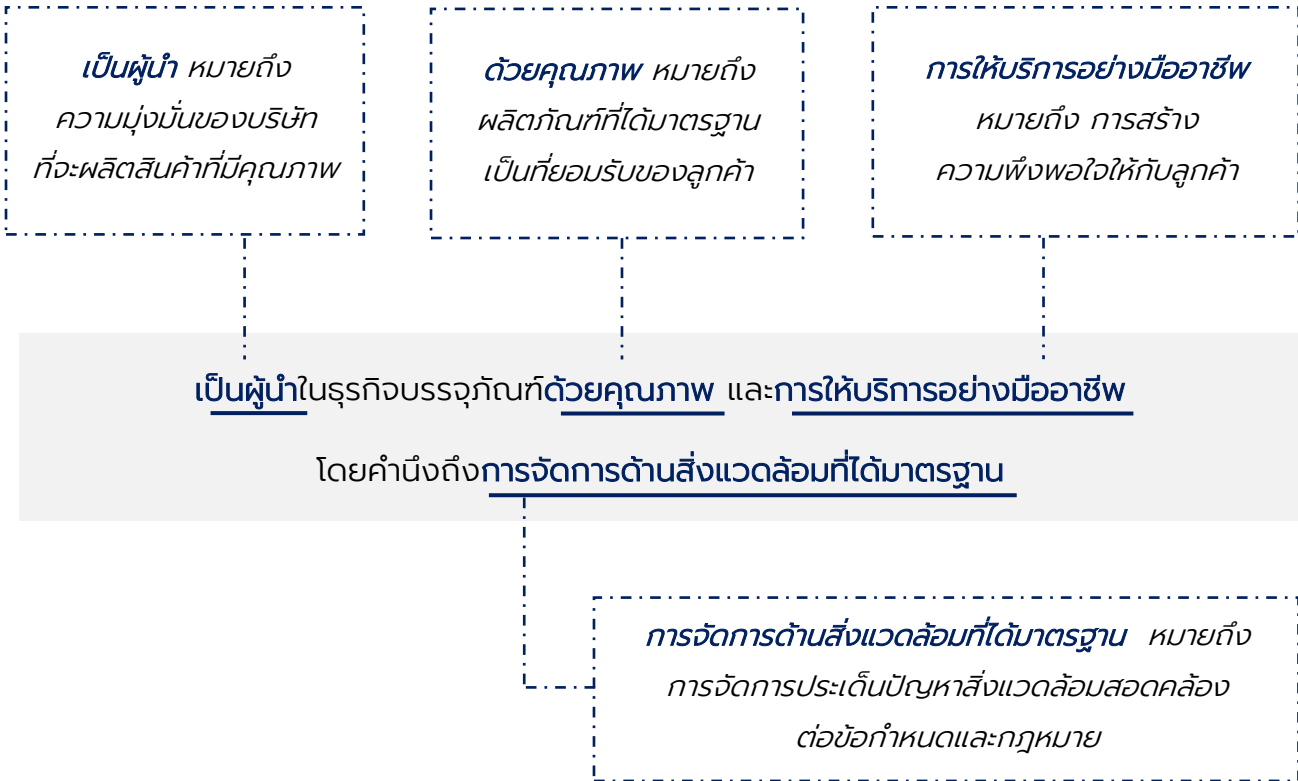 เป็นผู้นำ หมายถึง
ความมุ่งมั่นของบริษัท
ที่จะผลิตสินค้าที่มีคุณภาพ
ด้วยคุณภาพ หมายถึง
ผลิตภัณฑ์ที่ได้มาตรฐาน
เป็นที่ยอมรับของลูกค้า
การให้บริการอย่างมืออาชีพ
หมายถึง การสร้าง
ความพึงพอใจให้กับลูกค้า
เป็นผู้นำในธุรกิจบรรจุภัณฑ์ด้วยคุณภาพ และการให้บริการอย่างมืออาชีพ
โดยคำนึงถึงการจัดการด้านสิ่งแวดล้อมที่ได้มาตรฐาน
การจัดการด้านสิ่งแวดล้อมที่ได้มาตรฐาน หมายถึง
การจัดการประเด็นปัญหาสิ่งแวดล้อมสอดคล้อง
ต่อข้อกำหนดและกฎหมาย